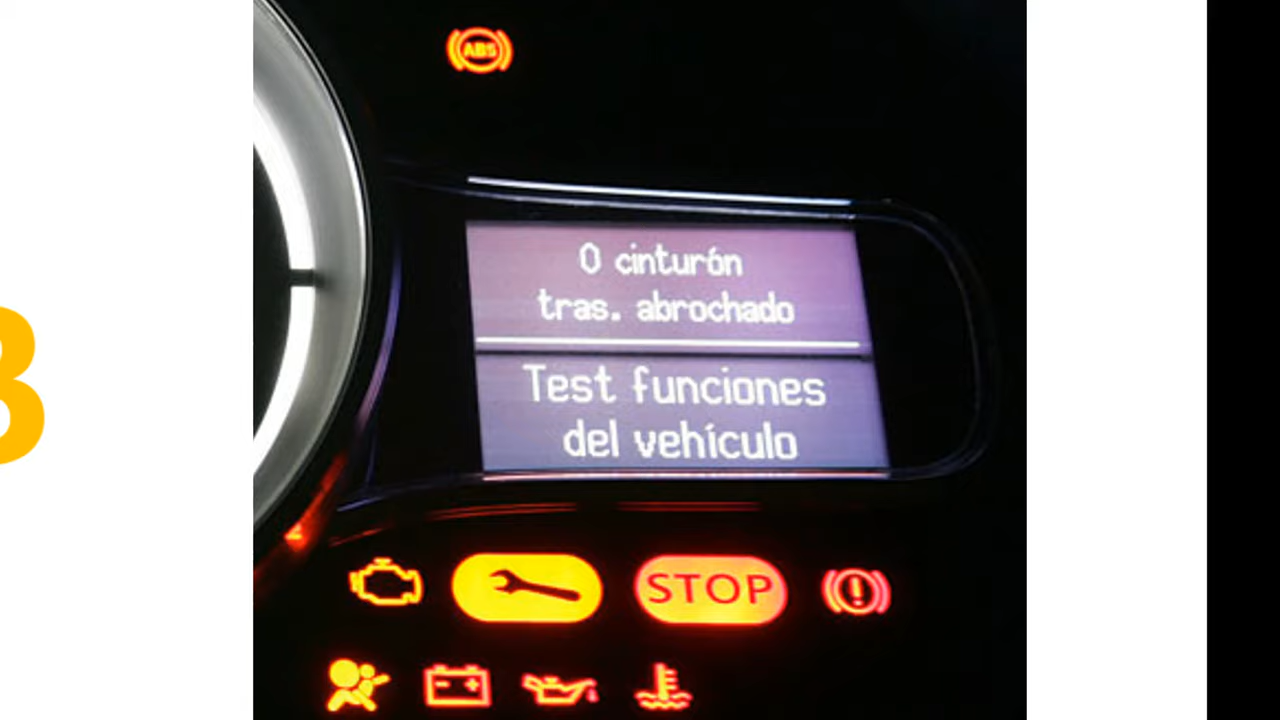 ABS
0 cinturón
tras. abrochado
Test funciones
del vehículo
STOP